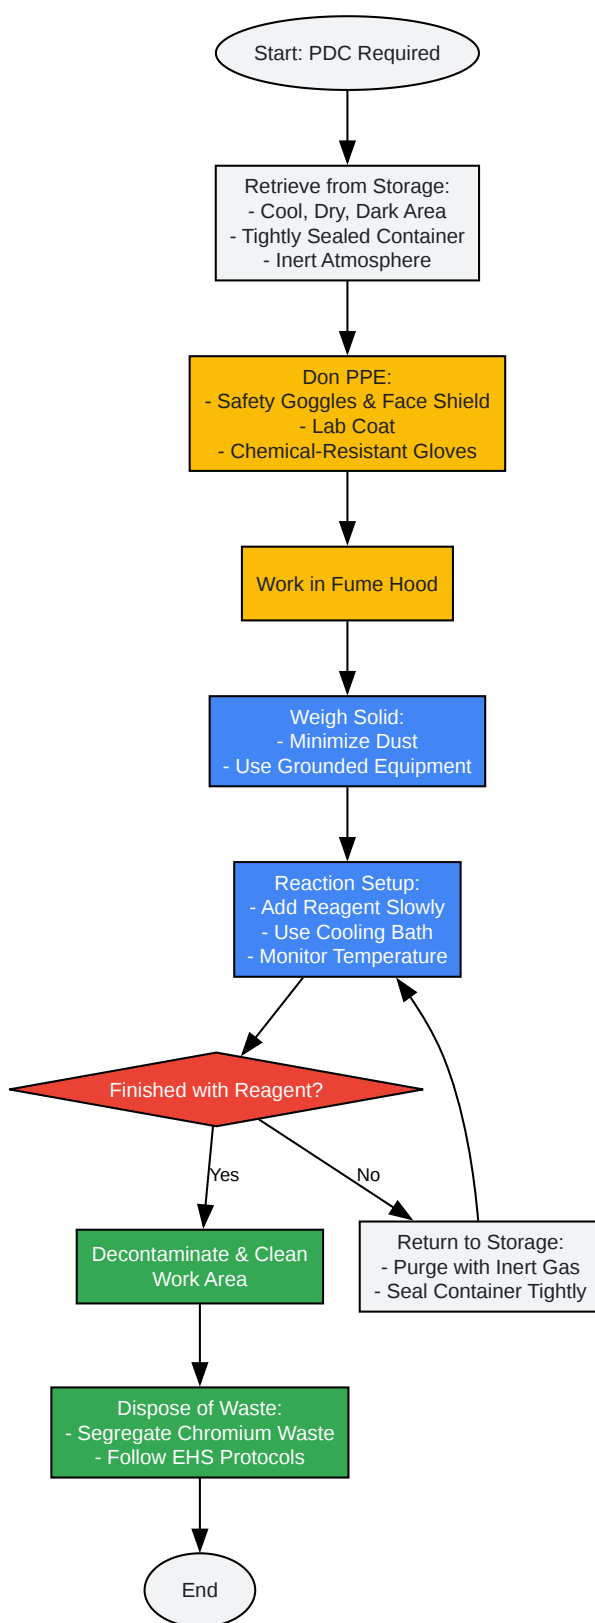 Start: PDC Required
Retrieve from Storage:
- Cool, Dry, Dark Area
- Tightly Sealed Container
- Inert Atmosphere
Don PPE:
- Safety Goggles & Face Shield
- Lab Coat
- Chemical-Resistant Gloves
Work in Fume Hood
Weigh Solid:
- Minimize Dust
- Use Grounded Equipment
Reaction Setup:
- Add Reagent Slowly
- Use Cooling Bath
- Monitor Temperature
Finished with Reagent?
Yes
No
Decontaminate & Clean
Work Area
Return to Storage:
- Purge with Inert Gas
- Seal Container Tightly
Dispose of Waste:
- Segregate Chromium Waste
- Follow EHS Protocols
End